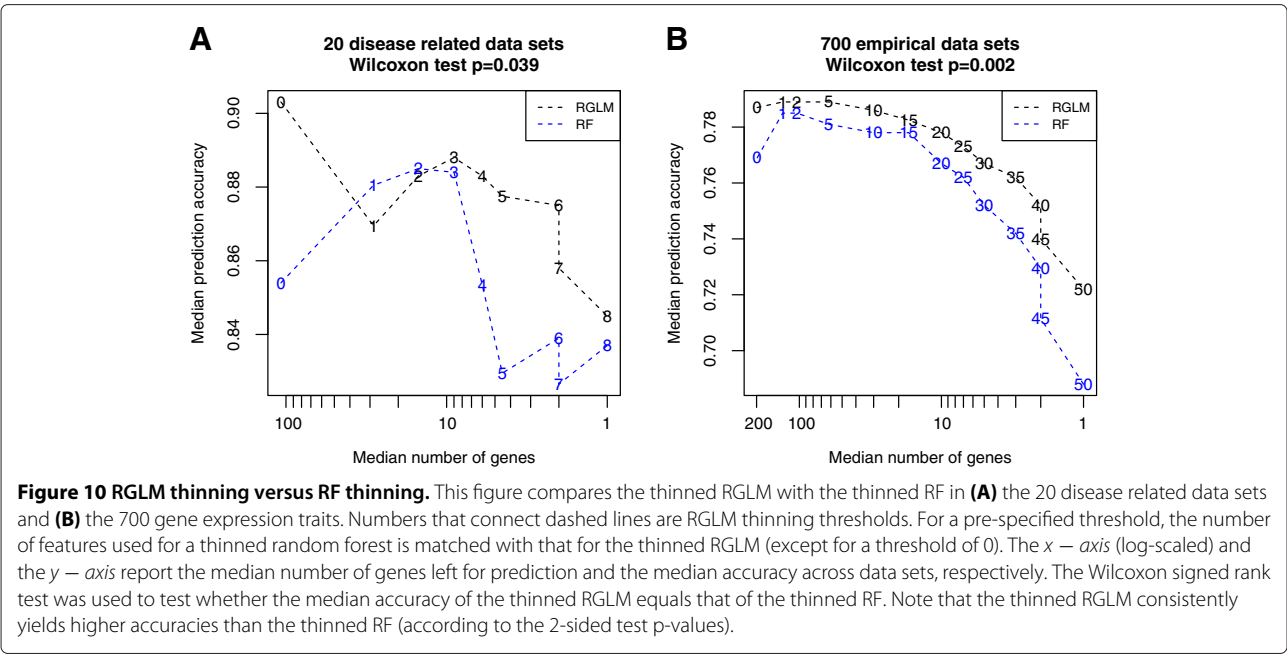 A
20 disease related data sets
Wilcoxon test p=0.039
RGLM
RF
Median prediction accuracy
0.90
0.88
0.86
0.84
0 1 2 3 4 5 6 7 8
0 1 2 3 4 5 6 7 8
100 10 1
Median number of genes
B
700 empirical data sets
Wilcoxon test p=0.002
RGLM
RF
Median prediction accuracy
0.78
0.76
0.74
0.72
0.70
0 1 2 5 10 15 20 25 30 35 40 45 50
0 1 2 5 10 15 20 25 30 35 40 45 50
200 100 10 1
Median number of genes
Figure 10 RGLM thinning versus RF thinning. This figure compares the thinned RGLM with the thinned RF in (A) the 20 disease related data sets
and (B) the 700 gene expression traits. Numbers that connect dashed lines are RGLM thinning thresholds. For a pre-specified threshold, the number
of features used for a thinned random forest is matched with that for the thinned RGLM (except for a threshold of 0). The x − axis (log-scaled) and
the y − axis report the median number of genes left for prediction and the median accuracy across data sets, respectively. The Wilcoxon signed rank
test was used to test whether the median accuracy of the thinned RGLM equals that of the thinned RF. Note that the thinned RGLM consistently
yields higher accuracies than the thinned RF (according to the 2-sided test p-values).